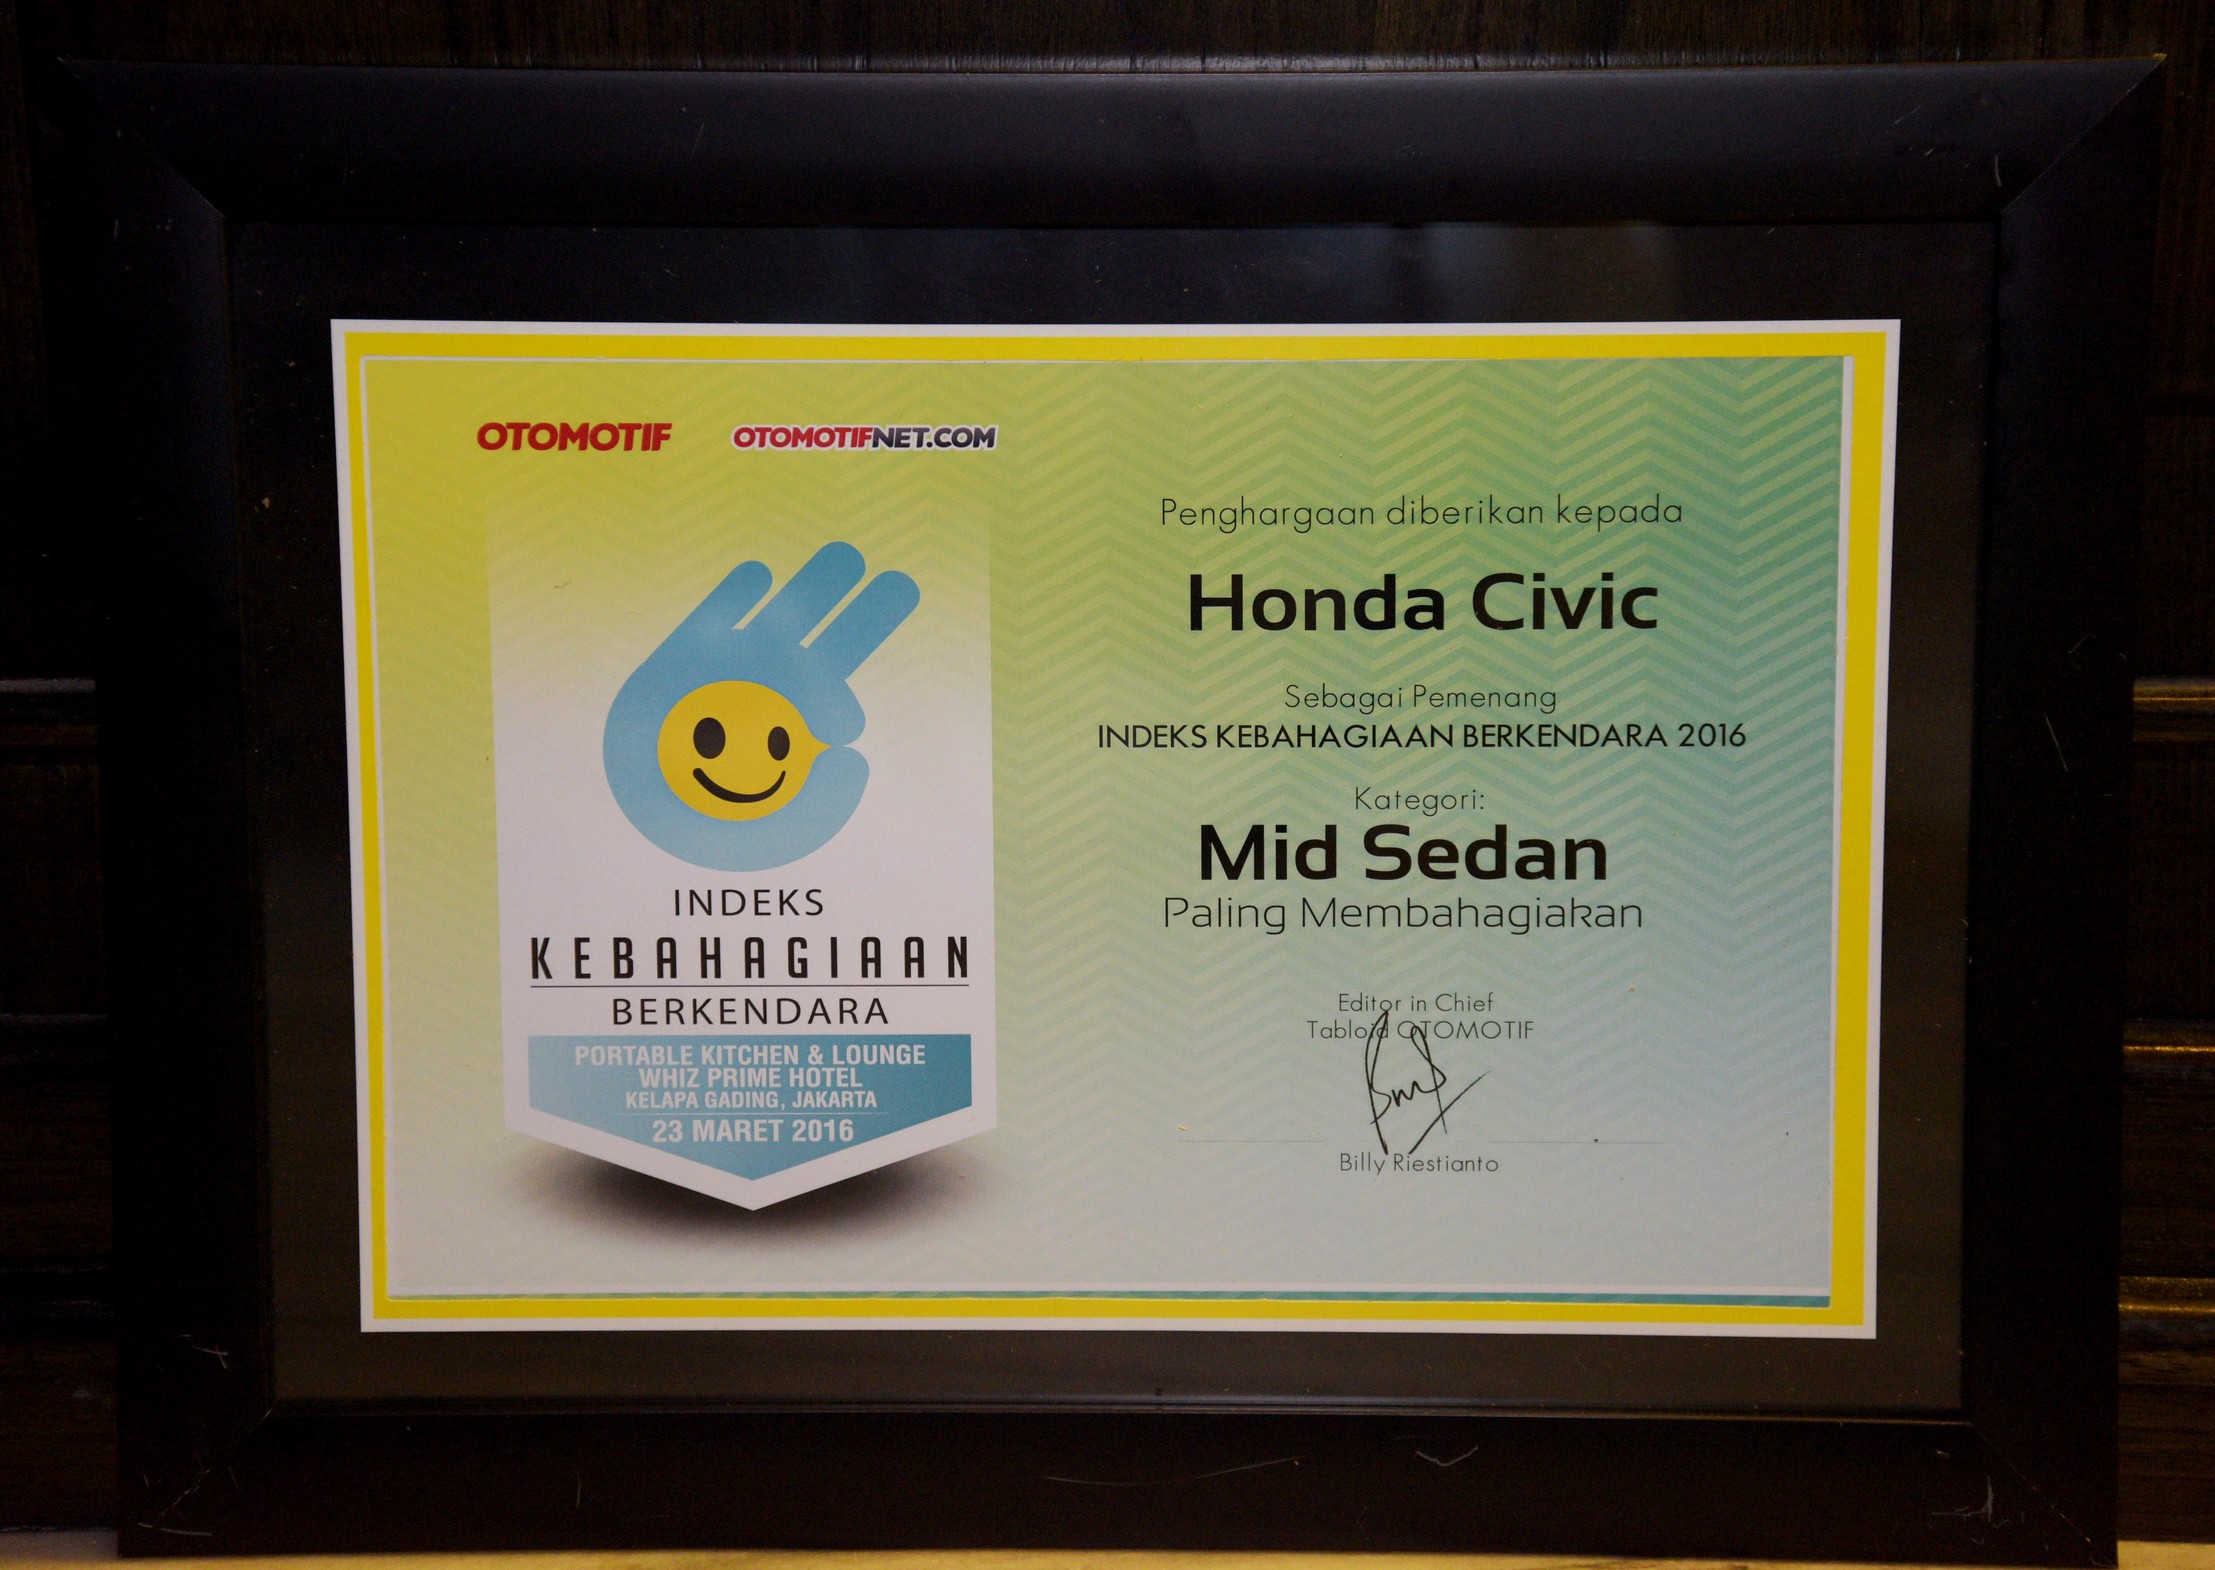 OTOMOTIF
OTOMOTIFNET.COM
INDEKS
KEBAHAGIAAN
BERKENDARA
PORTABLE KITCHEN & LOUNGE
WHIZ PRIME HOTEL
KELAPA GADING, JAKARTA
23 MARET 2016
Penghargaan diberikan kepada
Honda Civic
Sebagai Pemenang
INDEKS KEBAHAGIAAN BERKENDARA 2016
Kategori:
Mid Sedan
Paling Membahagiakan
Editor in Chief
Tabloid OTOMOTIF
Billy Riestianto